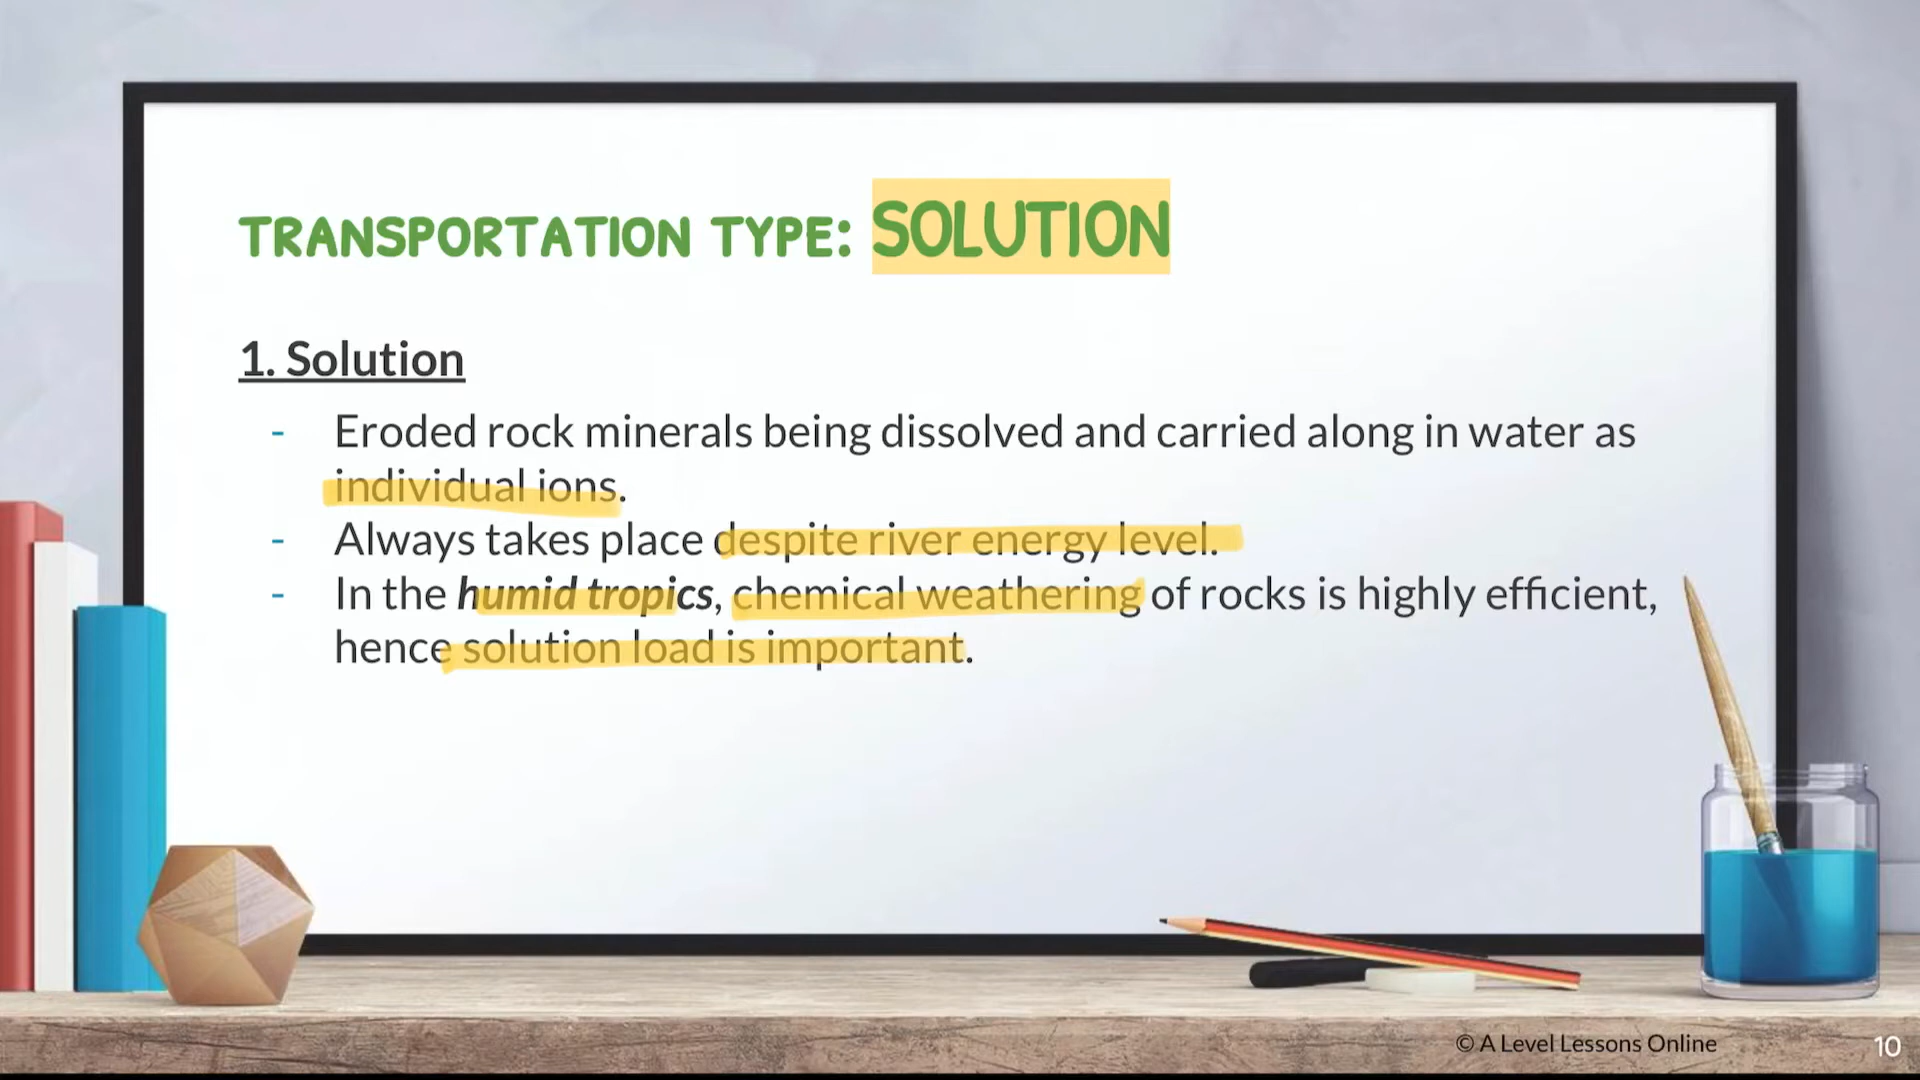 TRANSPORTATION TYPE: SOLUTION
1. Solution
- Eroded rock minerals being dissolved and carried along in water as
individual ions.
- Always takes place despite river energy level.
- In the humid tropics, chemical weathering of rocks is highly efficient,
hence solution load is important.
© A Level Lessons Online
10